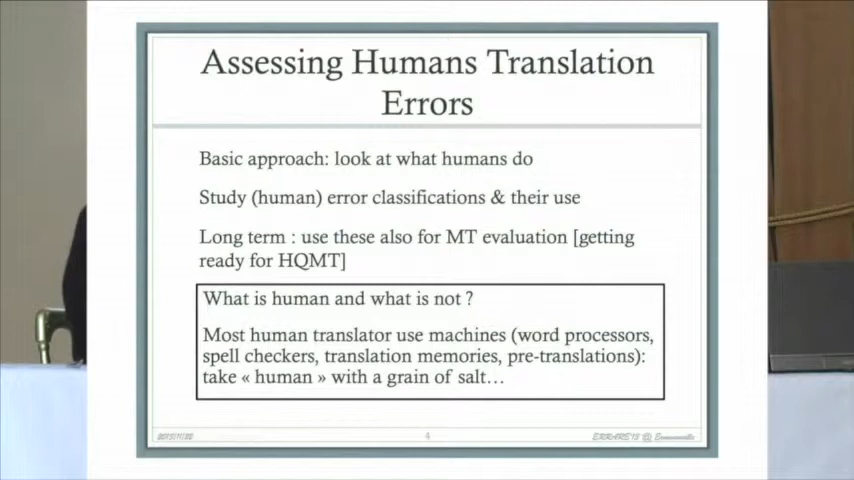 Assessing Humans Translation
Errors
Basic approach: look at what humans do
Study (human) error classifications & their use
Long term : use these also for MT evaluation [getting
ready for HQMT]
What is human and what is not ?
Most human translator use machines (word processors,
spell checkers, translation memories, pre-translations):
take « human » with a grain of salt…
4